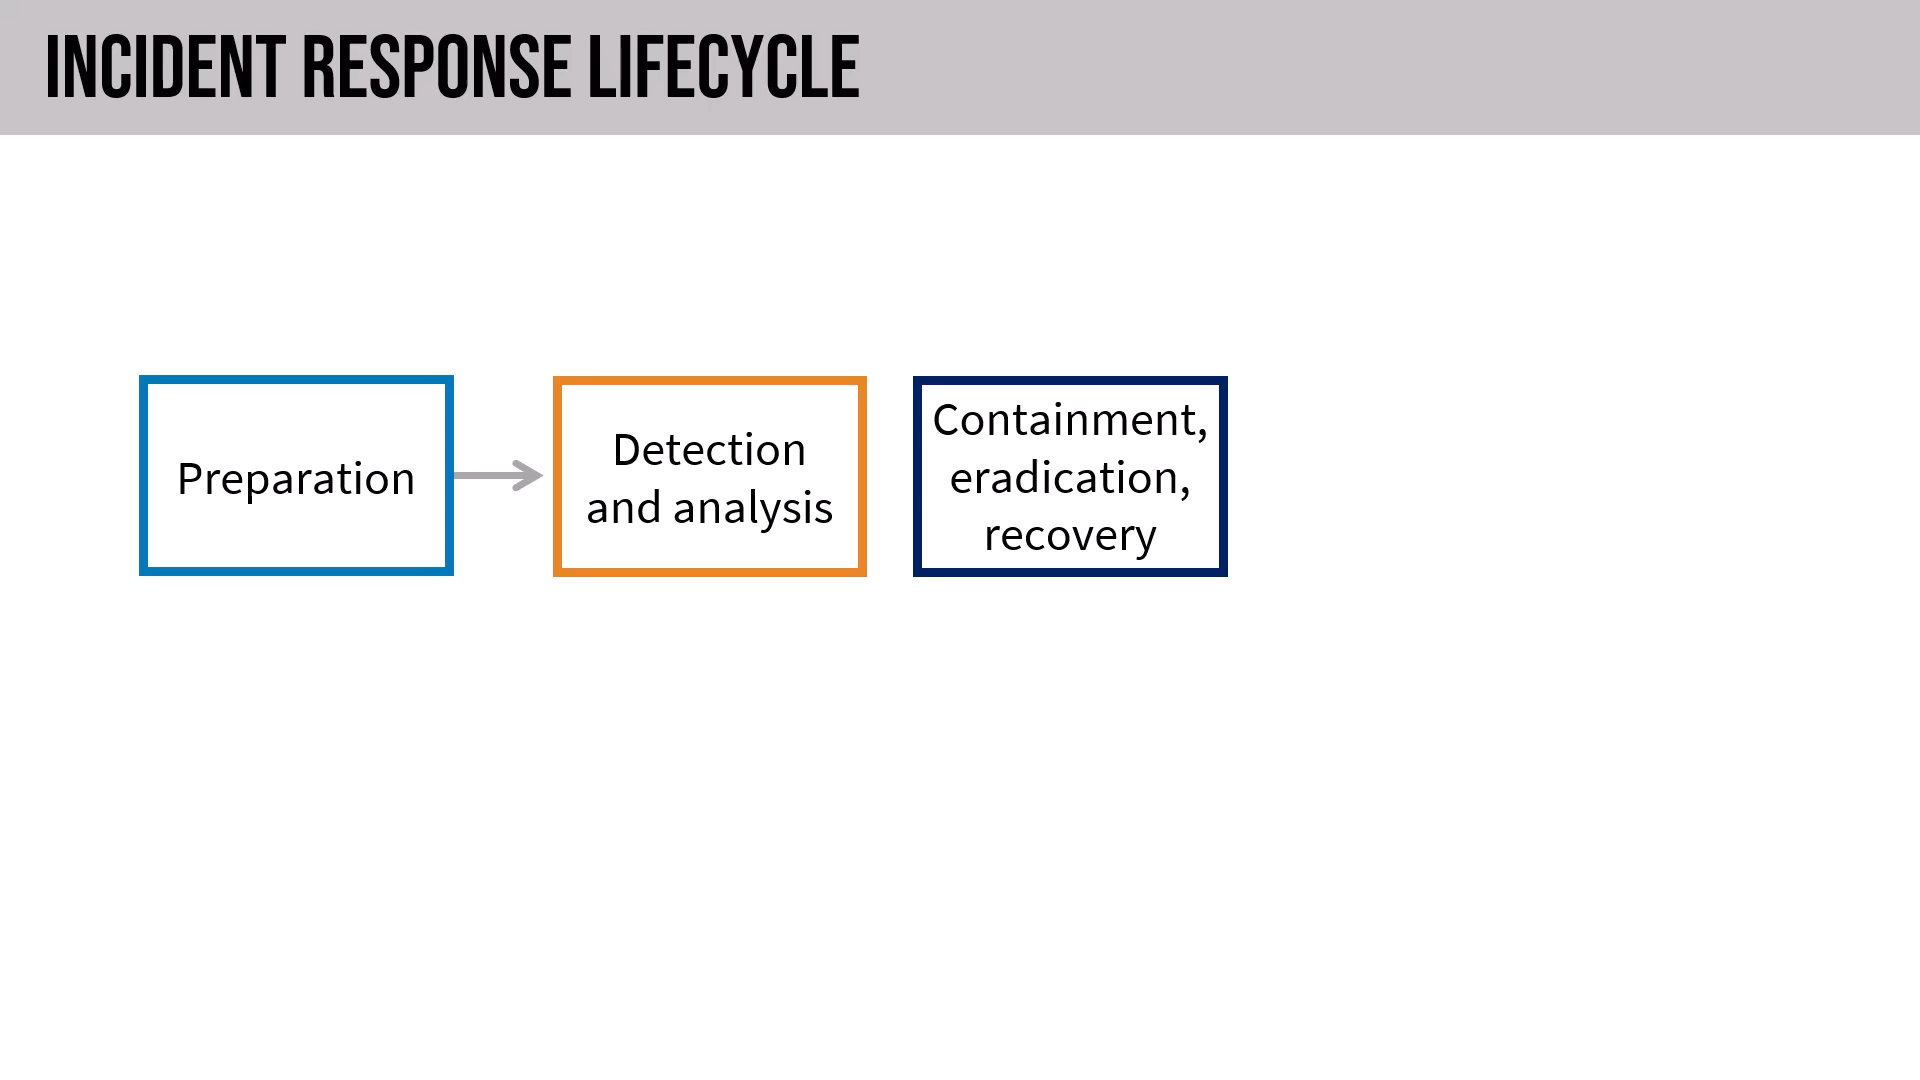 INCIDENT RESPONSE LIFECYCLE
Preparation
Detection
and analysis
Containment,
eradication,
recovery